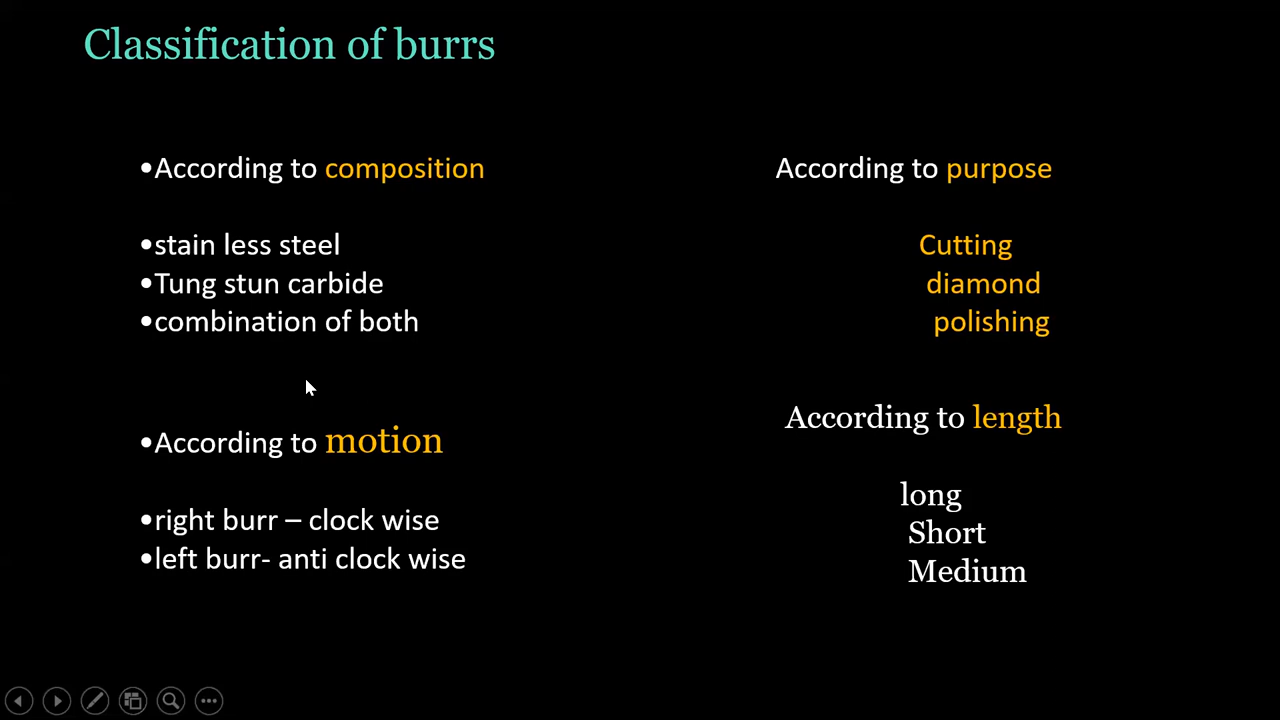 Classification of burrs
•According to composition
•stain less steel
•Tung stun carbide
•combination of both
•According to motion
•right burr – clock wise
•left burr- anti clock wise
According to purpose
Cutting
diamond
polishing
According to length
long
Short
Medium